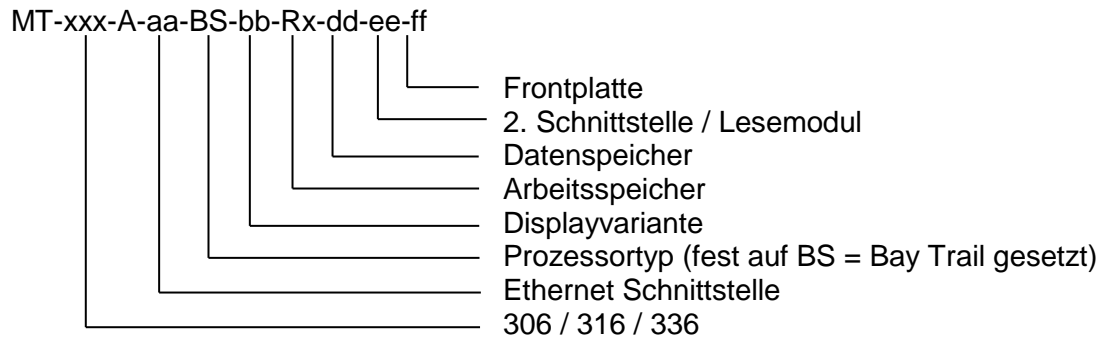 MT-xxx-A-aa-BS-bb-Rx-dd-ee-ff
Frontplatte
2. Schnittstelle / Lesemodul
Datenspeicher
Arbeitsspeicher
Displayvariante
Prozessortyp (fest auf BS = Bay Trail gesetzt)
Ethernet Schnittstelle
306 / 316 / 336